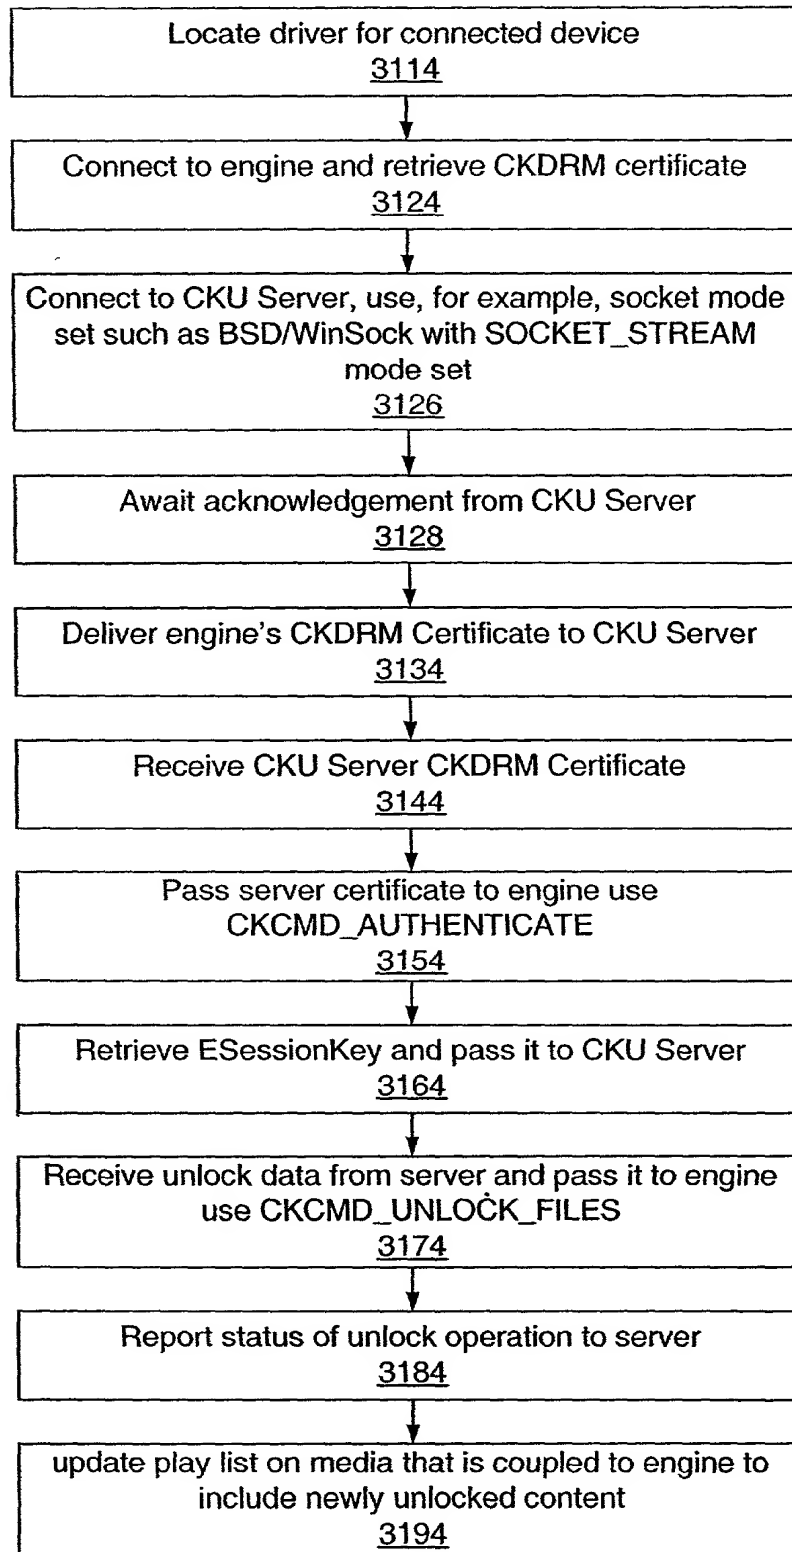 Locate driver for connected device
3114
Connect to engine and retrieve CKDRM certificate
3124
Connect to CKU Server, use, for example, socket mode
set such as BSD/WinSock with SOCKET_STREAM
mode set
3126
Await acknowledgement from CKU Server
3128
Deliver engine's CKDRM Certificate to CKU Server
3134
Receive CKU Server CKDRM Certificate
3144
Pass server certificate to engine use
CKCMD_AUTHENTICATE
3154
Retrieve ESessionKey and pass it to CKU Server
3164
Receive unlock data from server and pass it to engine
use CKCMD_UNLOCK_FILES
3174
Report status of unlock operation to server
3184
update play list on media that is coupled to engine to
include newly unlocked content
3194